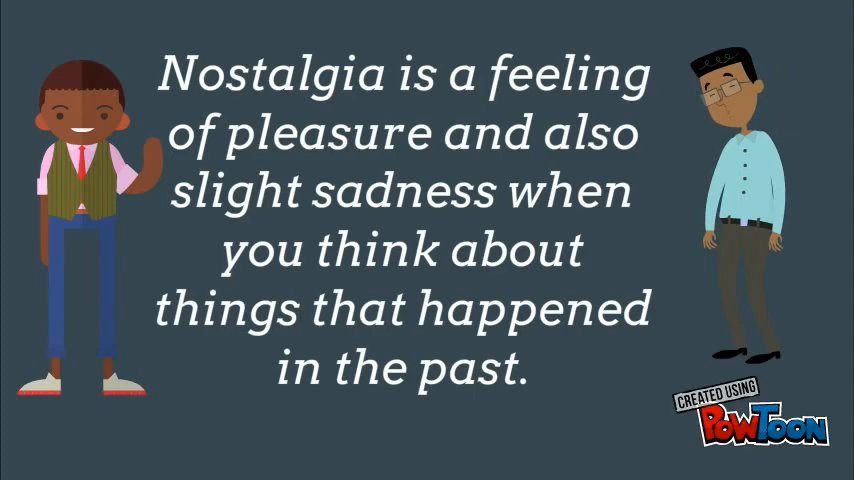 Nostalgia is a feeling
of pleasure and also
slight sadness when
you think about
things that happened
in the past.
CREATED USING
POWTOON